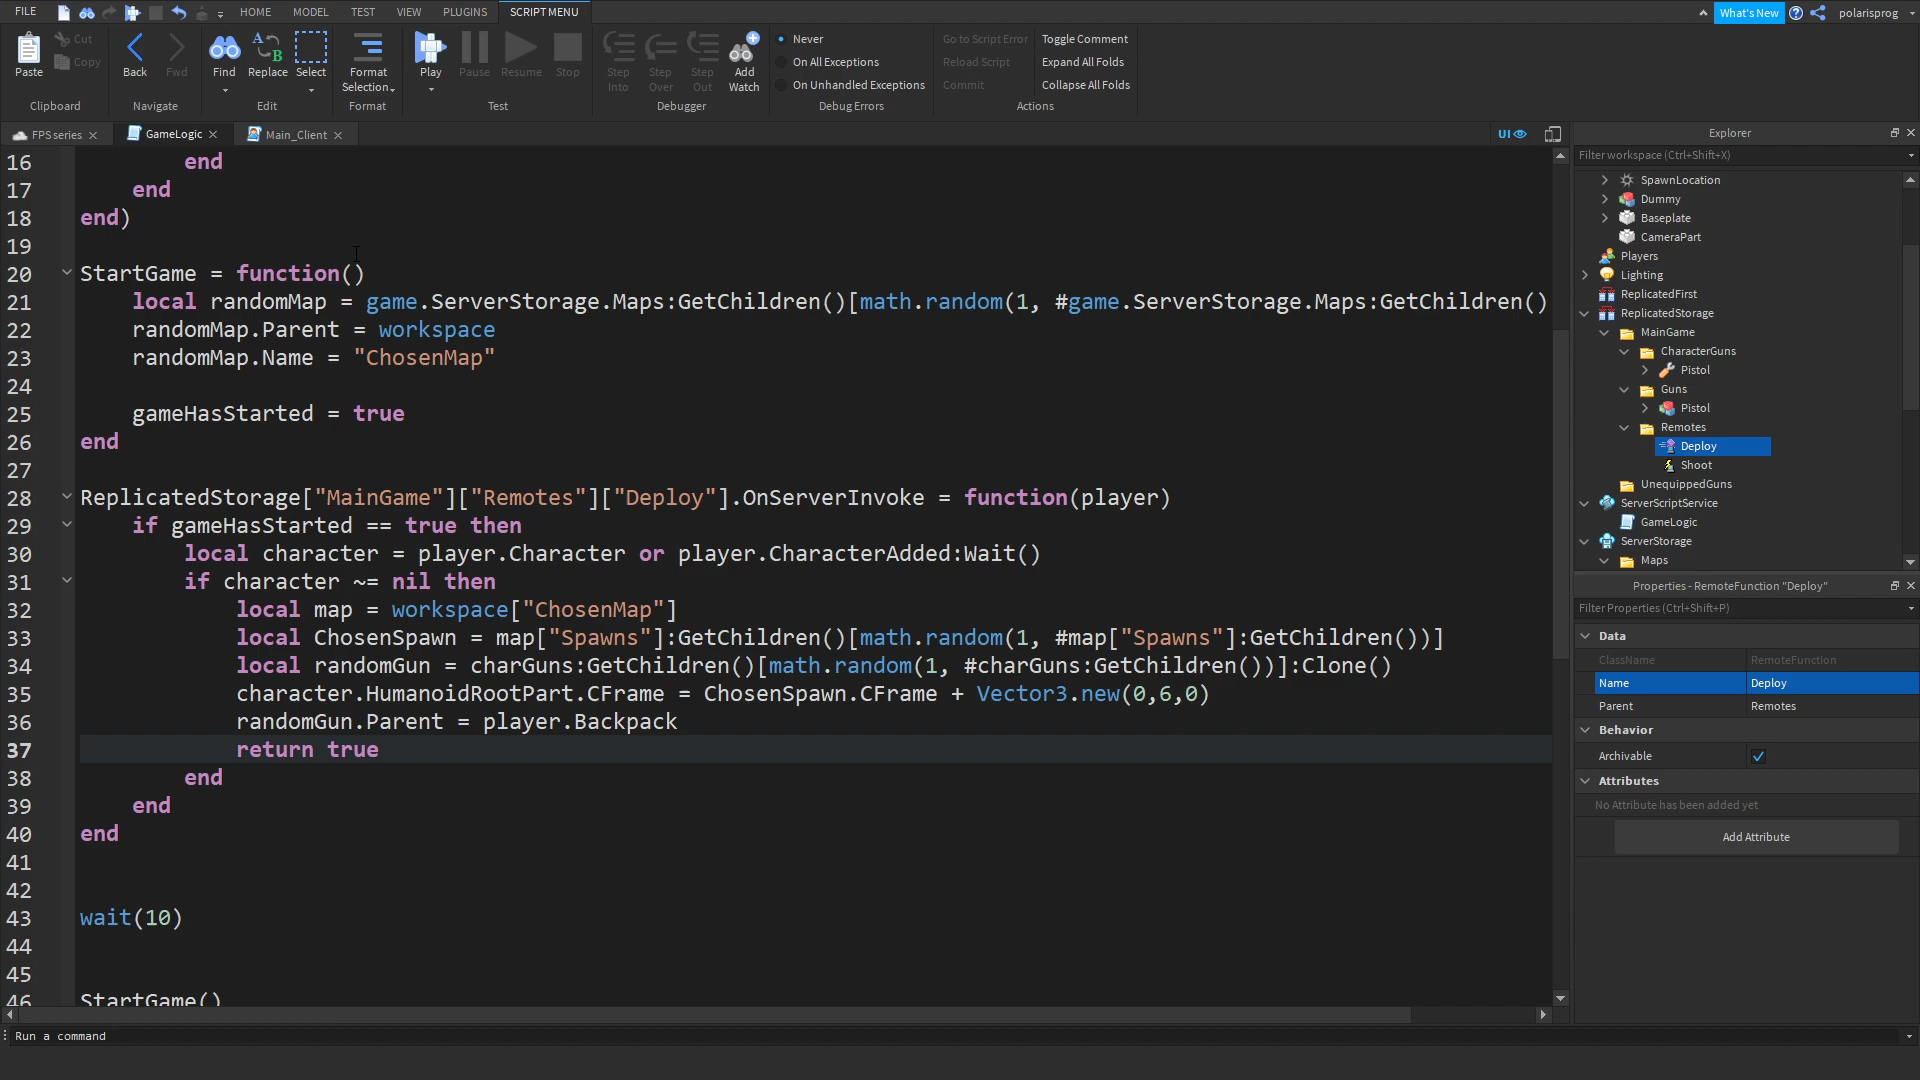 FILE HOME MODEL TEST VIEW PLUGINS SCRIPT MENU What's New polarisprog
Paste Cut Copy Back Fwd Find Replace Select Format Selection Play Pause Resume Stop Step Into Step Over Step Out Add Watch
Never Go to Script Error Toggle Comment
On All Exceptions Reload Script Expand All Folds
On Unhandled Exceptions Commit Collapse All Folds
Clipboard Navigate Edit Format Test Debugger Debug Errors Actions
FPS series GameLogic Main_Client UI
16 end
17 end
18 end)
19
20 StartGame = function()
21 local randomMap = game.ServerStorage.Maps:GetChildren()[math.random(1, #game.ServerStorage.Maps:GetChildren()
22 randomMap.Parent = workspace
23 randomMap.Name = "ChosenMap"
24
25 gameHasStarted = true
26 end
27
28 ReplicatedStorage["MainGame"]["Remotes"]["Deploy"].OnServerInvoke = function(player)
29 if gameHasStarted == true then
30 local character = player.Character or player.CharacterAdded:Wait()
31 if character ~= nil then
32 local map = workspace["ChosenMap"]
33 local ChosenSpawn = map["Spawns"]:GetChildren()[math.random(1, #map["Spawns"]:GetChildren())]
34 local randomGun = charGuns:GetChildren()[math.random(1, #charGuns:GetChildren())]:Clone()
35 character.HumanoidRootPart.CFrame = ChosenSpawn.CFrame + Vector3.new(0,6,0)
36 randomGun.Parent = player.Backpack
37 return true
38 end
39 end
40 end
41
42
43 wait(10)
44
45
46 StartGame()
Run a command
Explorer
Filter workspace (Ctrl+Shift+X)
SpawnLocation
Dummy
Baseplate
CameraPart
Players
Lighting
ReplicatedFirst
ReplicatedStorage
MainGame
CharacterGuns
Pistol
Guns
Pistol
Remotes
Deploy
Shoot
UnequippedGuns
ServerScriptService
GameLogic
ServerStorage
Maps
Properties - RemoteFunction "Deploy"
Filter Properties (Ctrl+Shift+P)
Data
ClassName RemoteFunction
Name Deploy
Parent Remotes
Behavior
Archivable
Attributes
No Attribute has been added yet
Add Attribute